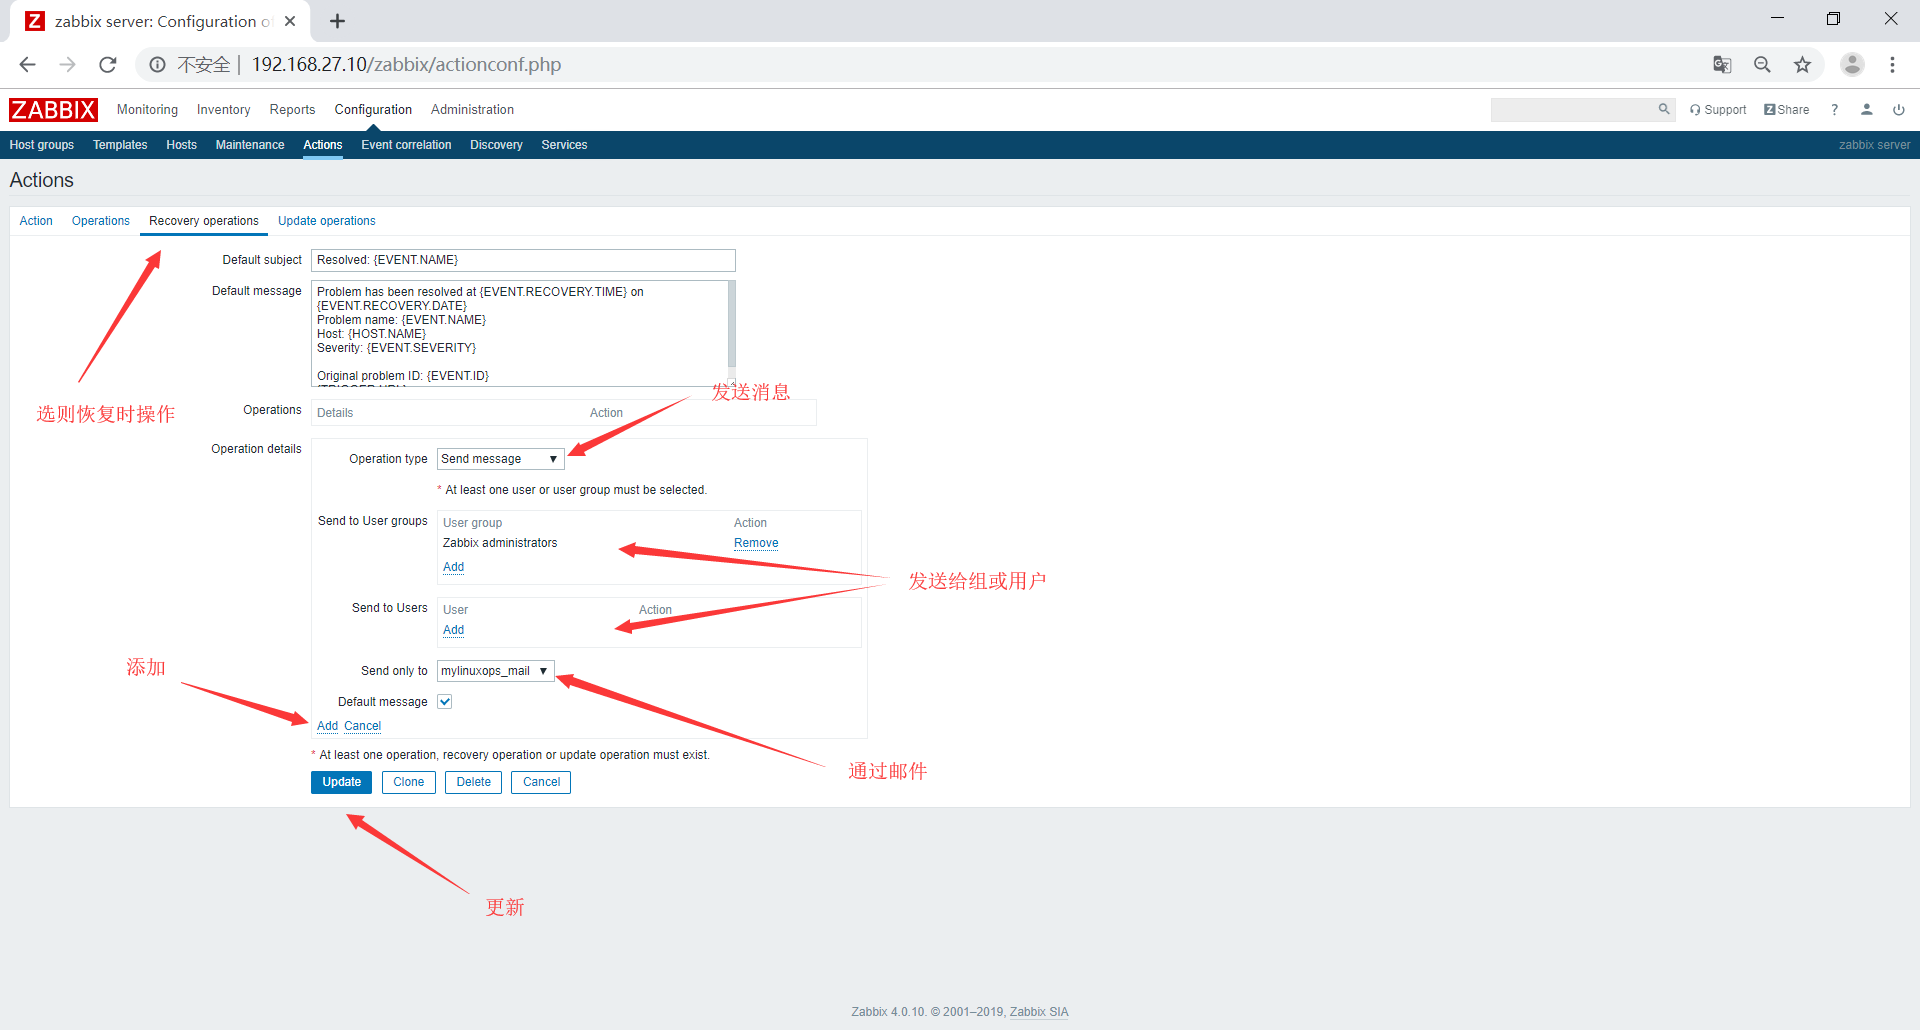 zabbix server: Configuration o
不安全 | 192.168.27.10/zabbix/actionconf.php
ZABBIX Monitoring Inventory Reports Configuration Administration Support Z Share ?
Host groups Templates Hosts Maintenance Actions Event correlation Discovery Services zabbix server
Actions
Action Operations Recovery operations Update operations
Default subject Resolved: {EVENT.NAME}
Default message Problem has been resolved at {EVENT.RECOVERY.TIME} on
{EVENT.RECOVERY.DATE}
Problem name: {EVENT.NAME}
Host: {HOST.NAME}
Severity: {EVENT.SEVERITY}
Original problem ID: {EVENT.ID}
发送消息
选则恢复时操作
Operations Details Action
Operation details
Operation type Send message
* At least one user or user group must be selected.
Send to User groups User group Action
Zabbix administrators Remove
Add
发送给组或用户
Send to Users User Action
Add
添加
Send only to mylinuxops_mail
Default message
Add Cancel
* At least one operation, recovery operation or update operation must exist.
通过邮件
Update Clone Delete Cancel
更新
Zabbix 4.0.10. © 2001–2019, Zabbix SIA